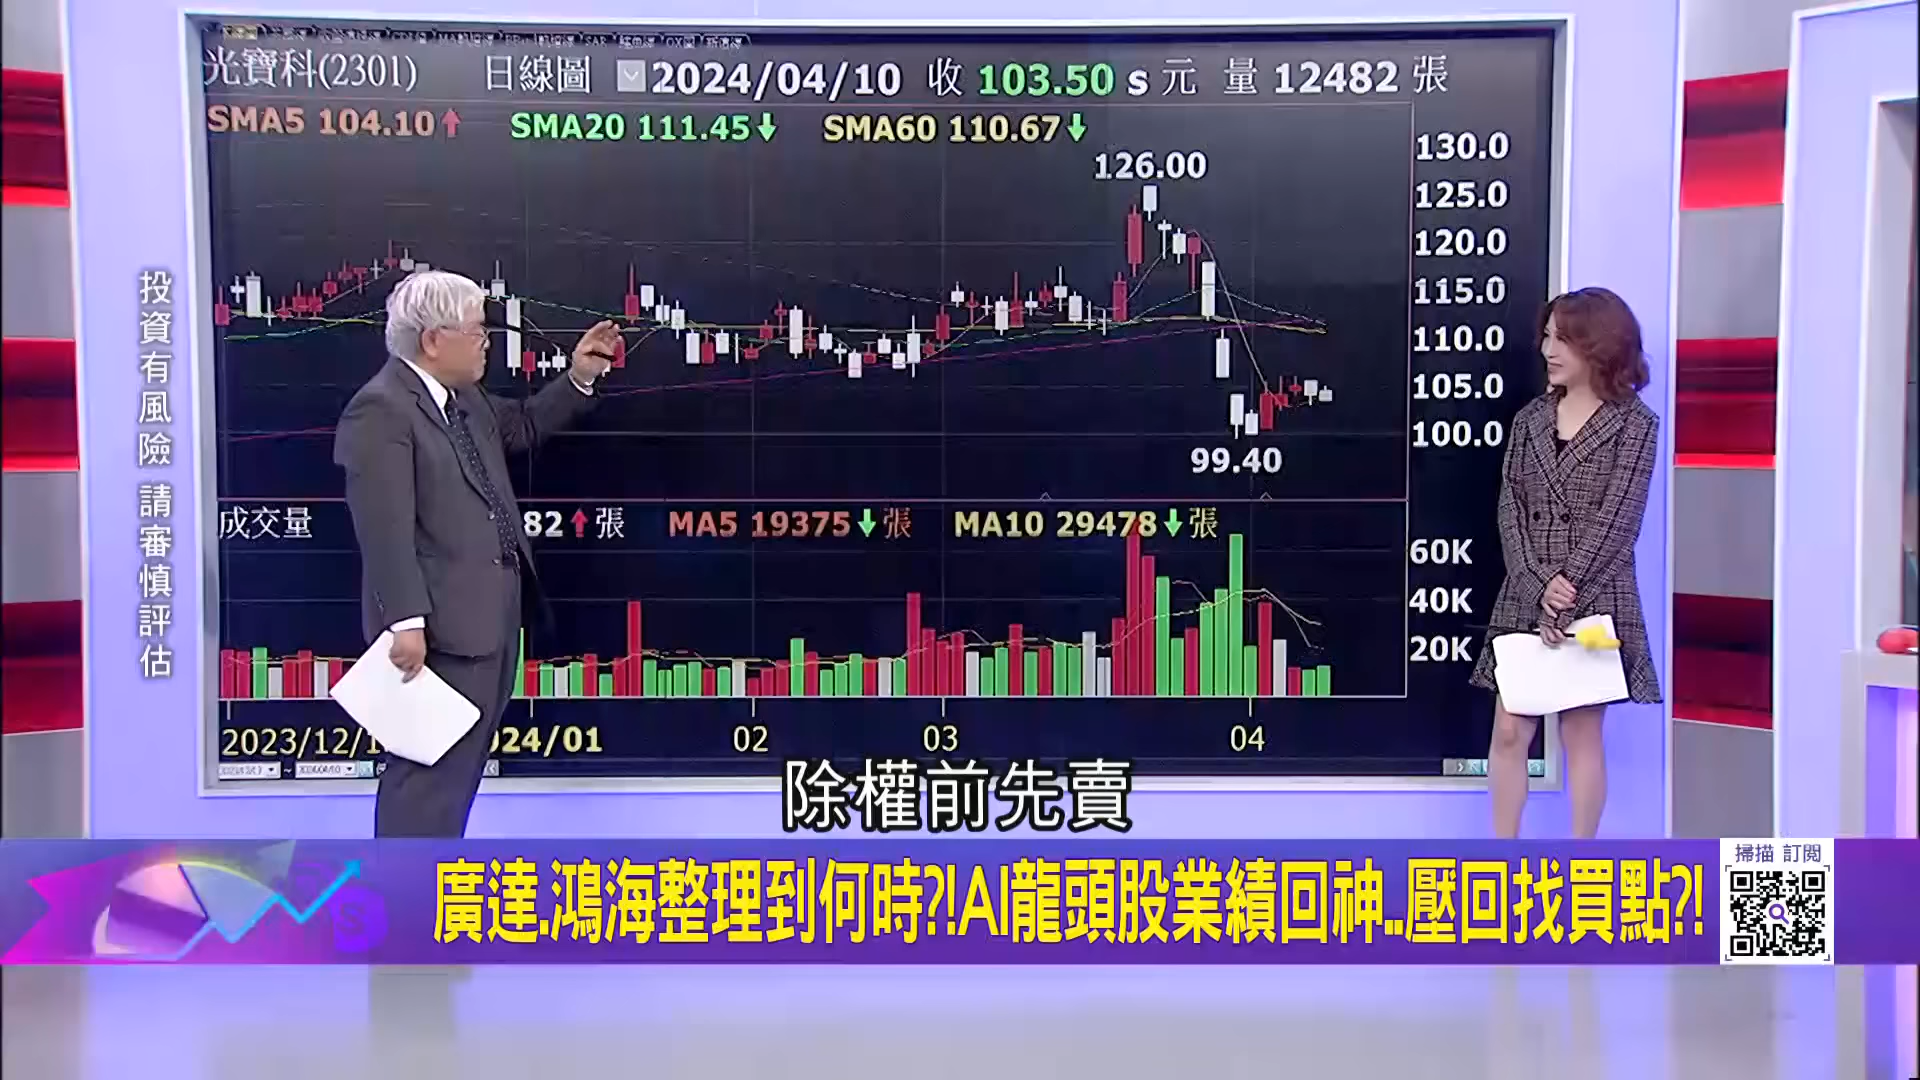 光寶科(2301) 日線圖 2024/04/10 收 103.50 s 元 量 12482 張
SMA5 104.10↑ SMA20 111.45↓ SMA60 110.67↓
126.00
130.0
125.0
120.0
115.0
110.0
105.0
100.0
99.40
成交量 82↑張 MA5 19375↓張 MA10 29478↓張
60K
40K
20K
2023/12/1 024/01 02 03 04
投資有風險 請審慎評估
除權前先賣
廣達.鴻海整理到何時?!AI龍頭股業績回神..壓回找買點?!
掃描 訂閱